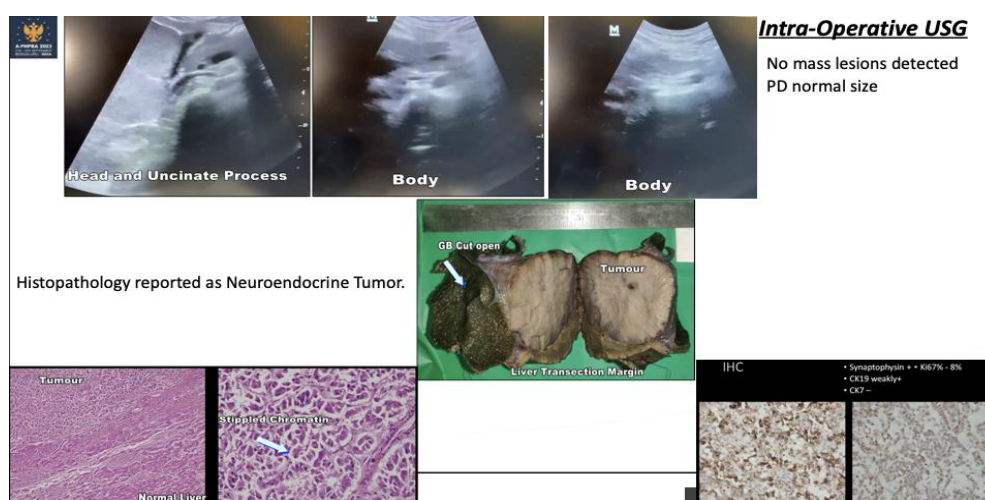 A-PHPBA 2023
Intra-Operative USG
No mass lesions detected
PD normal size
M
Head and Uncinate Process
Body
Body
GB Cut open
Tumour
Liver Transection Margin
Histopathology reported as Neuroendocrine Tumor.
Tumour
Normal Liver
Stippled Chromatin
IHC
• Synaptophysin + • Ki67% - 8%
• CK19 weakly+
• CK7 –